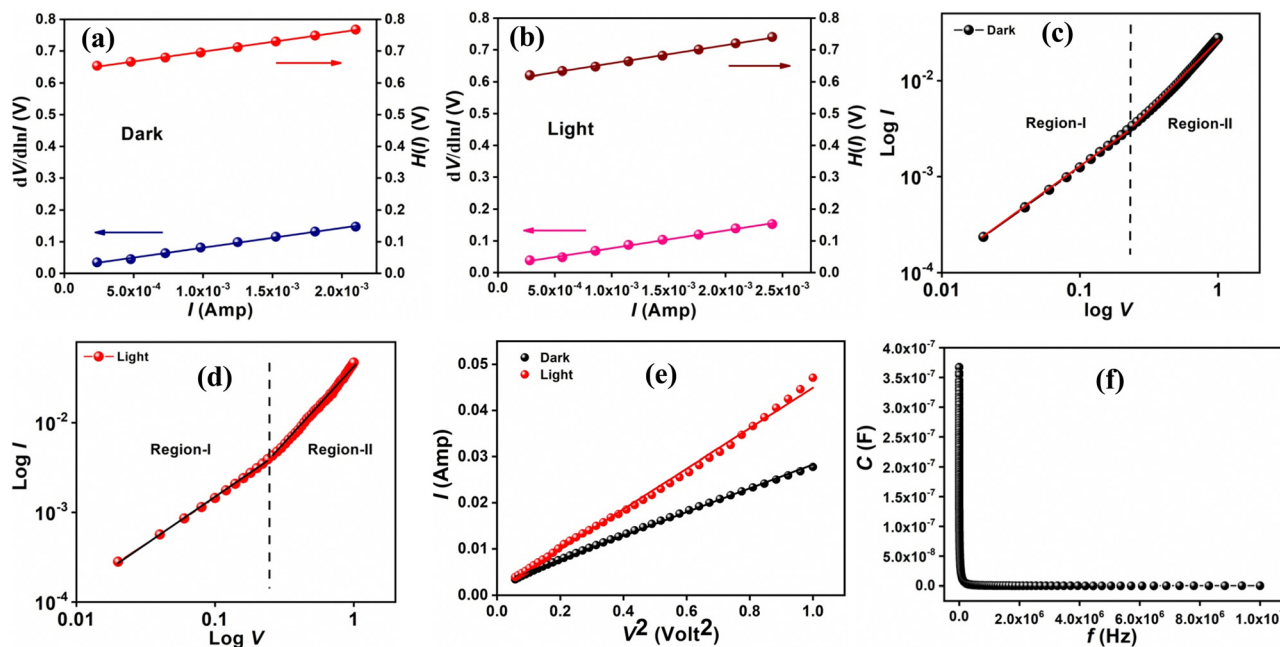 (a)
0.8
0.7
0.6
0.5
0.4
0.3
0.2
0.1
0.0
dV/dlnI (V)
Dark
0.8
0.7
0.6
0.5
0.4
0.3
0.2
0.1
0.0
H(I) (V)
0.0 5.0x10⁻⁴ 1.0x10⁻³ 1.5x10⁻³ 2.0x10⁻³
I (Amp)
(b)
0.8
0.7
0.6
0.5
0.4
0.3
0.2
0.1
0.0
dV/dlnI (V)
Light
0.8
0.7
0.6
0.5
0.4
0.3
0.2
0.1
0.0
H(I) (V)
0.0 5.0x10⁻⁴ 1.0x10⁻³ 1.5x10⁻³ 2.0x10⁻³ 2.5x10⁻³
I (Amp)
Dark
(c)
10⁻²
10⁻³
10⁻⁴
Log I
Region-I
Region-II
0.01 0.1 1
log V
Light
(d)
10⁻²
10⁻³
10⁻⁴
Log I
Region-I
Region-II
0.01 0.1 1
Log V
Dark
Light
(e)
0.05
0.04
0.03
0.02
0.01
0.00
I (Amp)
0.0 0.2 0.4 0.6 0.8 1.0
V² (Volt²)
(f)
4.0x10⁻⁷
3.5x10⁻⁷
3.0x10⁻⁷
2.5x10⁻⁷
2.0x10⁻⁷
1.5x10⁻⁷
1.0x10⁻⁷
5.0x10⁻⁸
0.0
C (F)
0.0 2.0x10⁶ 4.0x10⁶ 6.0x10⁶ 8.0x10⁶ 1.0x10⁷
f (Hz)